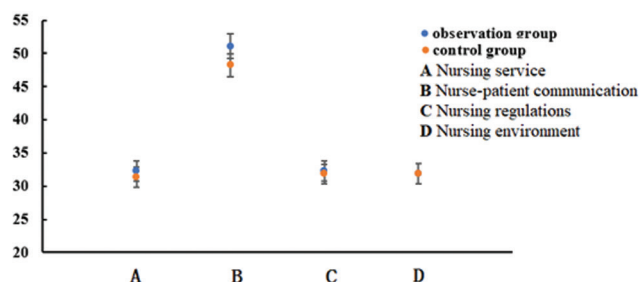 55
50
45
40
35
30
25
20
A
B
C
D
observation group
control group
A Nursing service
B Nurse-patient communication
C Nursing regulations
D Nursing environment